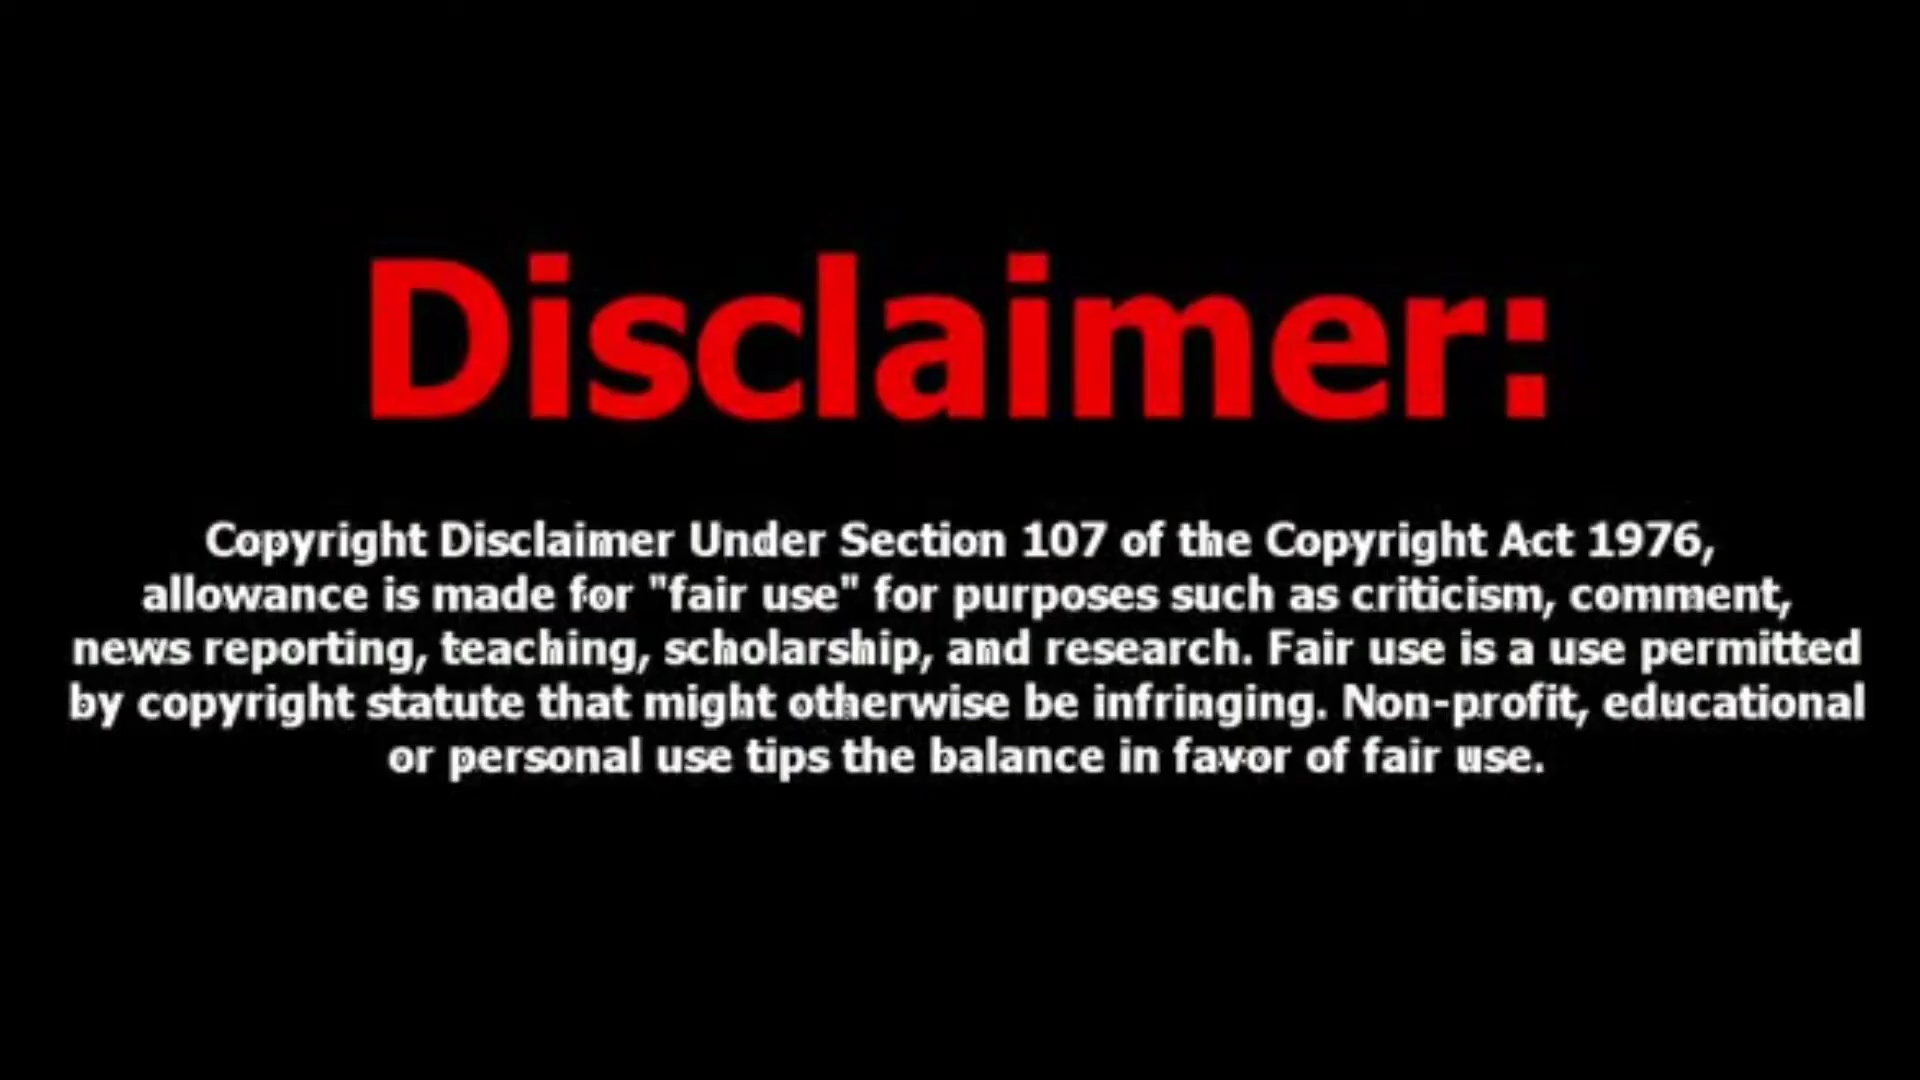 Disclaimer:
Copyright Disclaimer Under Section 107 of the Copyright Act 1976,
allowance is made for "fair use" for purposes such as criticism, comment,
news reporting, teaching, scholarship, and research. Fair use is a use permitted
by copyright statute that might otherwise be infringing. Non-profit, educational
or personal use tips the balance in favor of fair use.